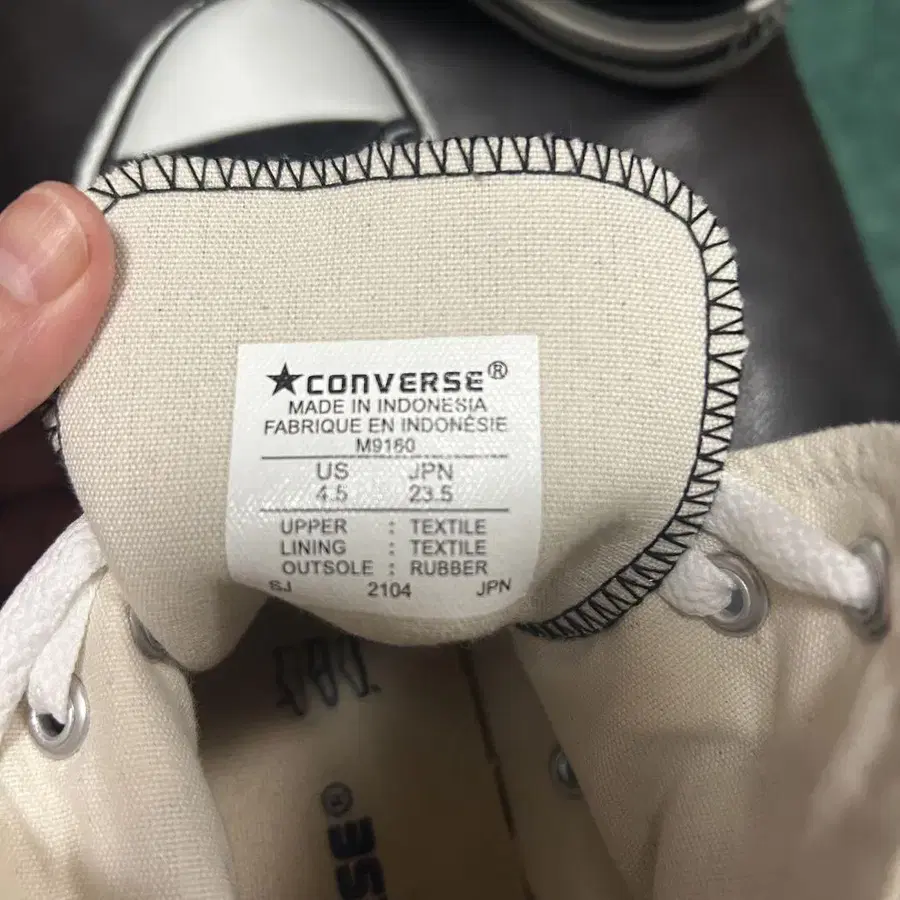 ★CONVERSE®
MADE IN INDONESIA
FABRIQUE EN INDONÉSIE
M9160
US JPN
4.5 23.5
UPPER : TEXTILE
LINING : TEXTILE
OUTSOLE : RUBBER
SJ 2104 JPN